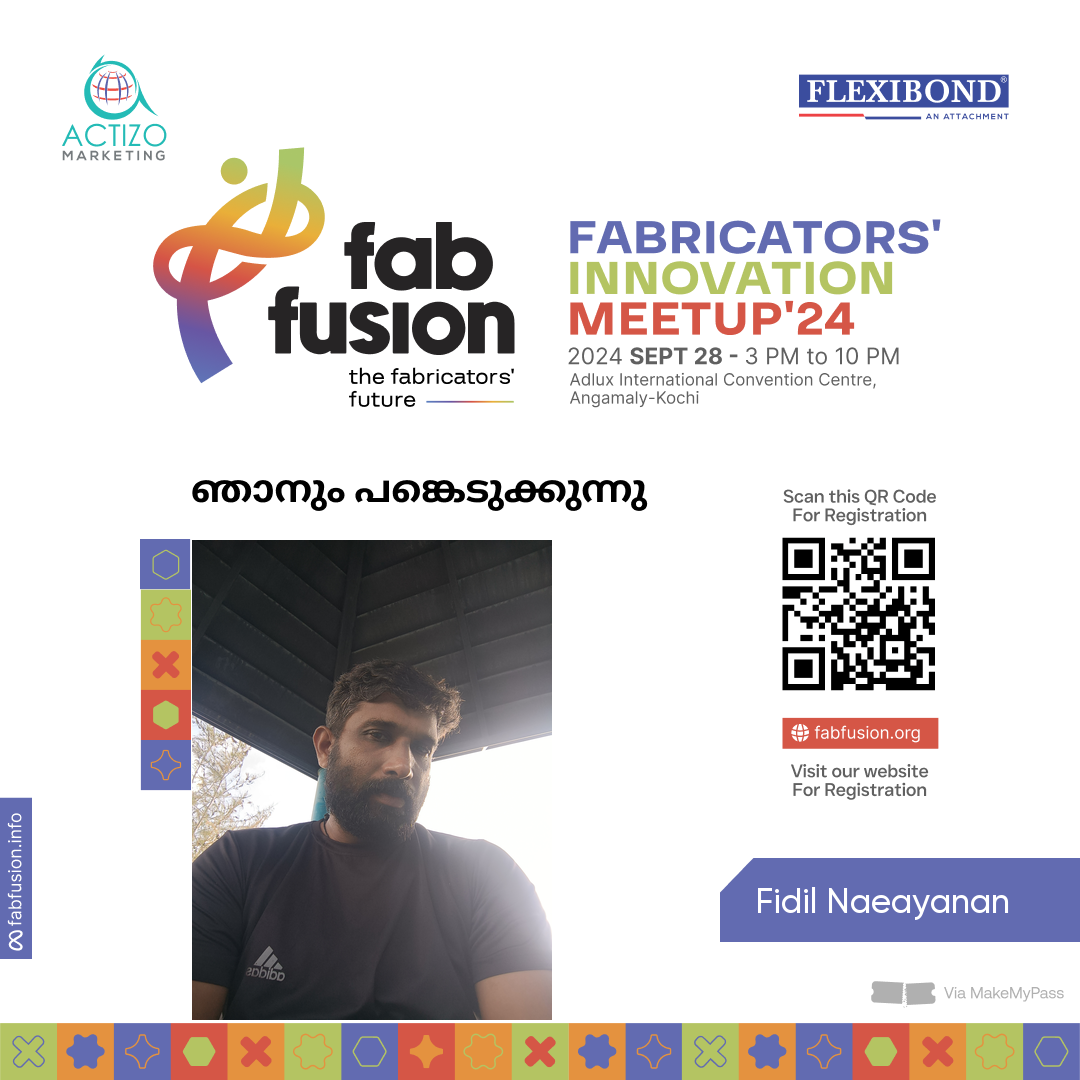 ACTIZO
MARKETING
FLEXIBOND®
AN ATTACHMENT
fab
fusion
the fabricators'
future
FABRICATORS'
INNOVATION
MEETUP'24
2024 SEPT 28 - 3 PM to 10 PM
Adlux International Convention Centre,
Angamaly-Kochi
ഞാനും പങ്കെടുക്കുന്നു
Scan this QR Code
For Registration
fabfusion.org
Visit our website
For Registration
adidas
fabfusion.info
Fidil Naeayanan
Via MakeMyPass